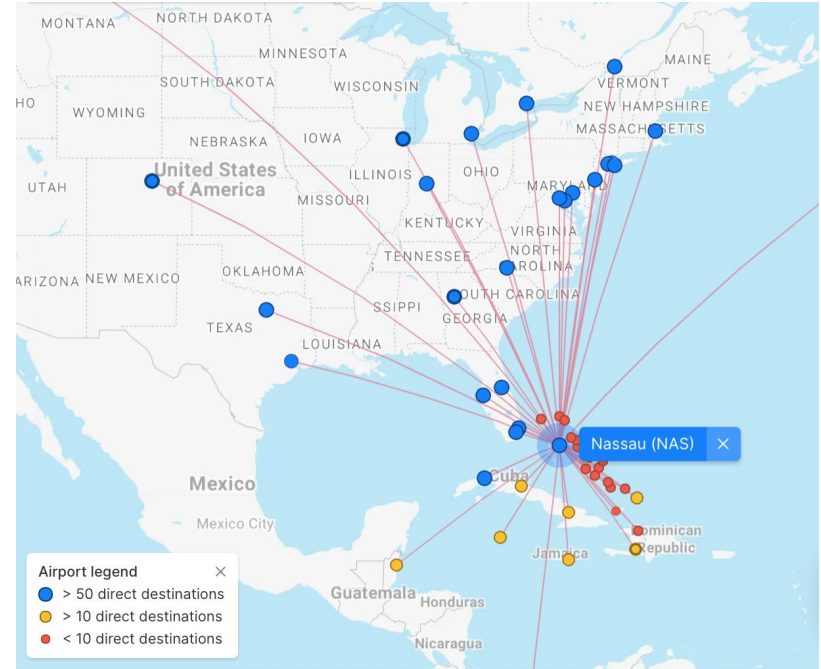 MONTANA
NORTH DAKOTA
MINNESOTA
MAINE
SOUTH DAKOTA
WISCONSIN
VERMONT
HO
WYOMING
NEW HAMPSHIRE
MASSACHUSETTS
NEBRASKA
IOWA
United States
of America
ILLINOIS
OHIO
UTAH
MARYLAND
MISSOURI
KENTUCKY
VIRGINIA
NORTH
TENNESSEE
AROLINA
ARIZONA
NEW MEXICO
OKLAHOMA
S
OUTH CAROLINA
SSIPPI
GEORGIA
TEXAS
LOUISIANA
Nassau (NAS) ×
Mexico
Cuba
Mexico City
Dominican
Republic
Jamaica
Airport legend ×
> 50 direct destinations
> 10 direct destinations
< 10 direct destinations
Guatemala
Honduras
Nicaragua